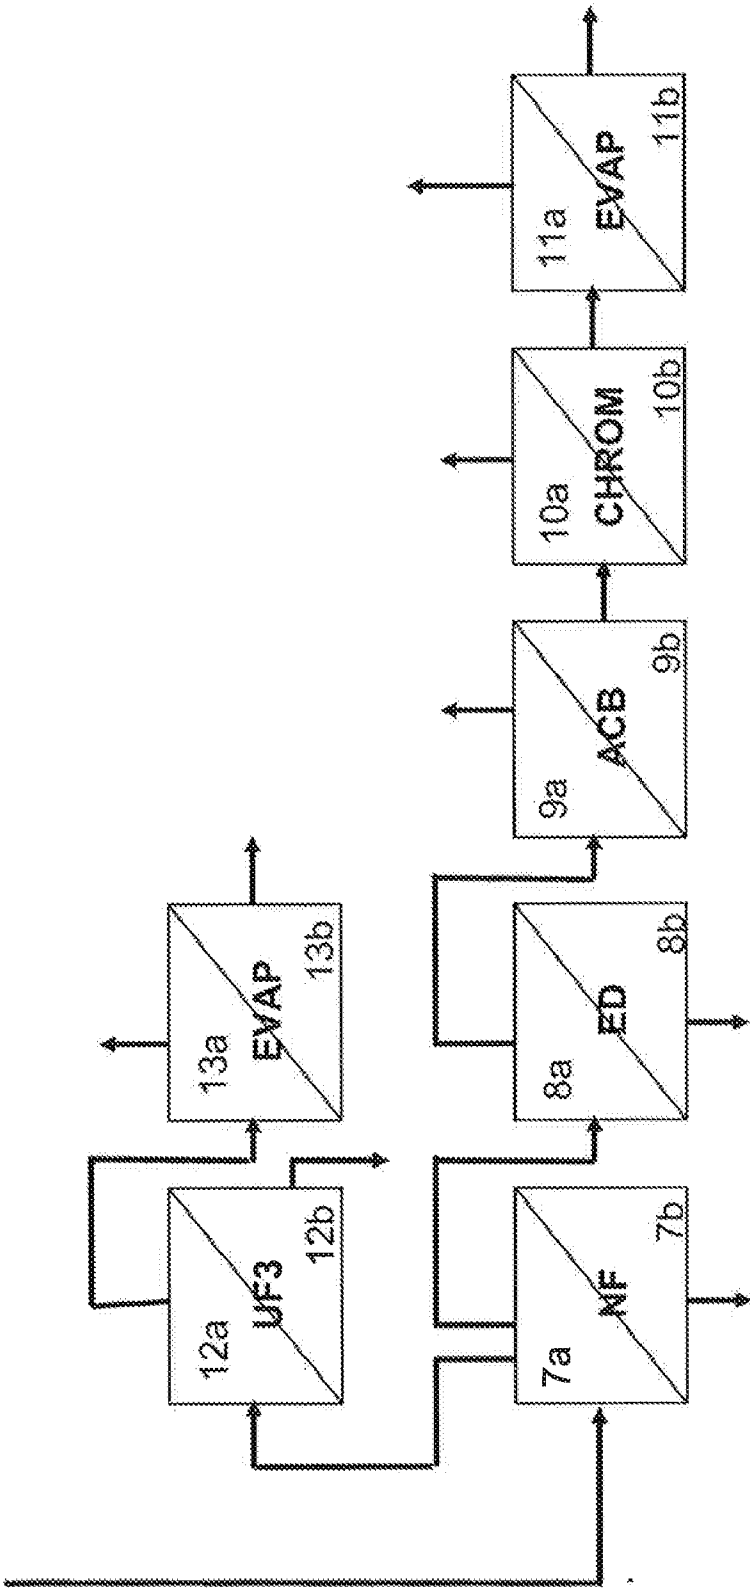 12a
UF3
12b
13a
EVAP
13b
7a
NF
7b
8a
ED
8b
9a
ACB
9b
10a
CHROM
10b
11a
EVAP
11b